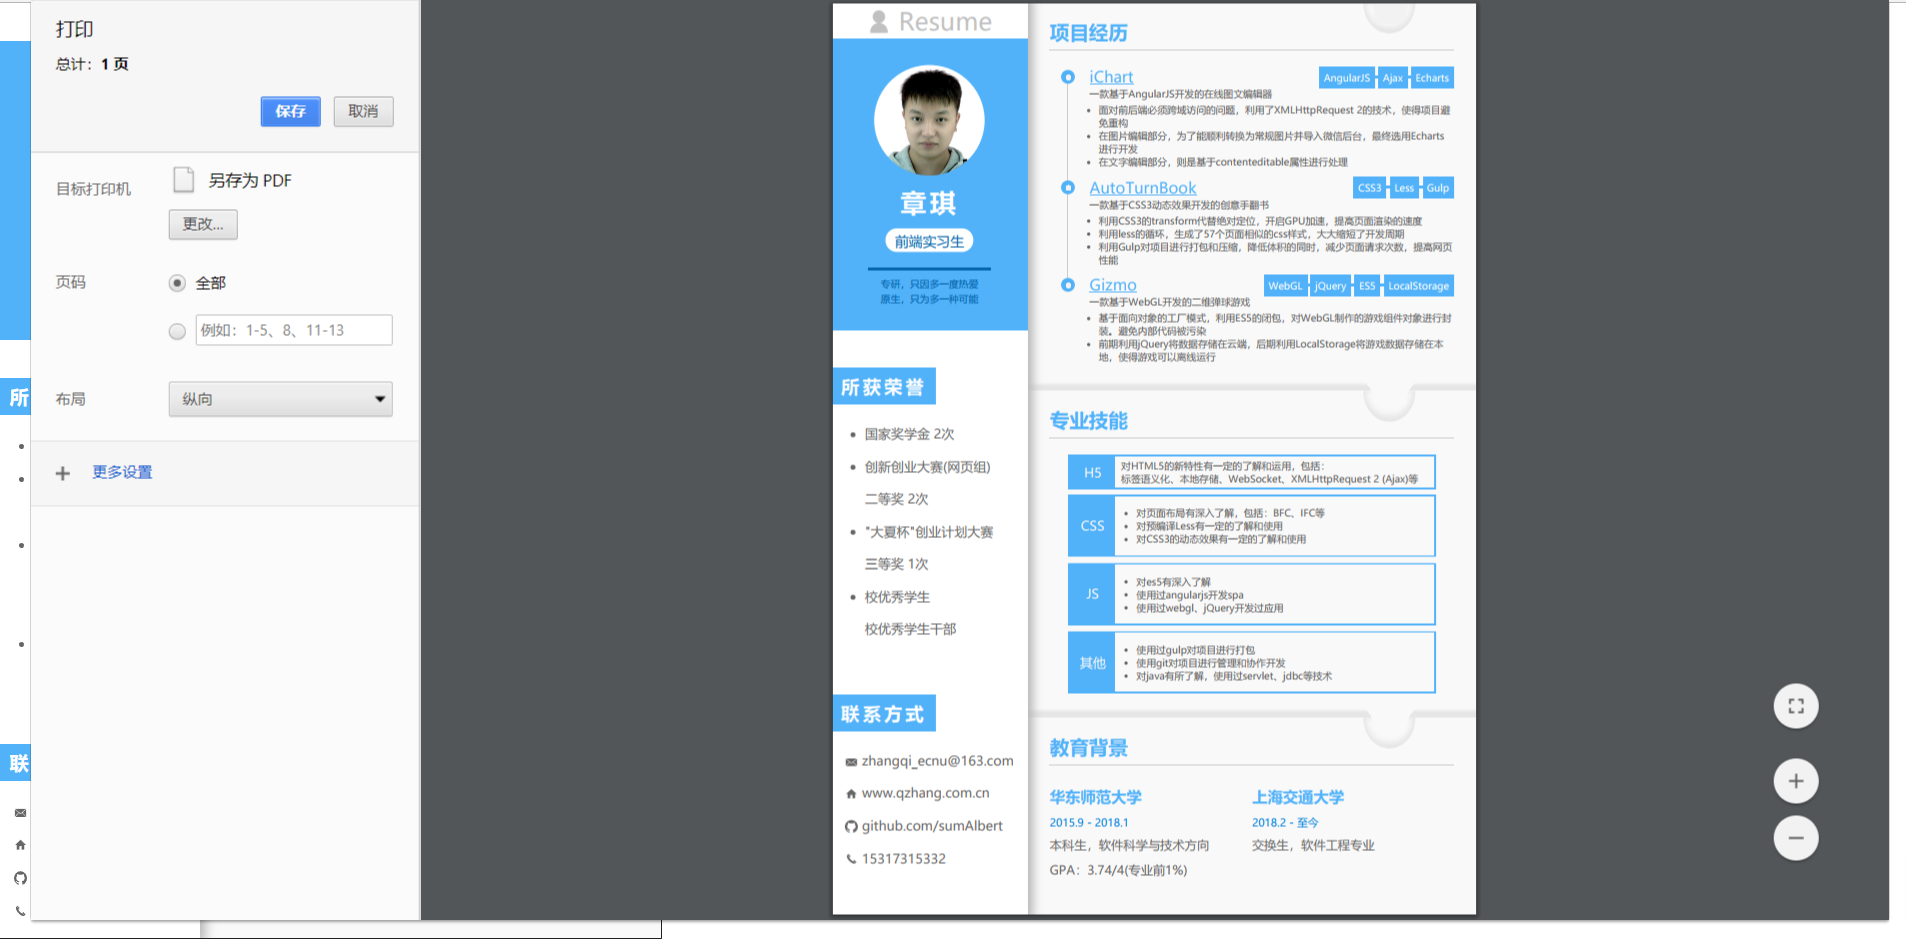 打印
总计：1 页
保存
取消
目标打印机
另存为 PDF
更改...
页码
全部
例如：1-5、8、11-13
布局
纵向
更多设置
所
联
Resume
章琪
前端实习生
专研，只因多一度热爱
原生，只为多一种可能
所获荣誉
国家奖学金 2次
创新创业大赛(网页组)
二等奖 2次
"大夏杯"创业计划大赛
三等奖 1次
校优秀学生
校优秀学生干部
联系方式
zhangqi_ecnu@163.com
www.qzhang.com.cn
github.com/sumAlbert
15317315332
项目经历
iChart
AngularJS Ajax Echarts
一款基于AngularJS开发的在线图文编辑器
面对前后端必须跨域访问的问题，利用了XMLHttpRequest 2的技术，使得项目避
免重构
在图片编辑部分，为了能顺利转换为常规图片并导入微信后台，最终选用Echarts
进行开发
在文字编辑部分，则是基于contenteditable属性进行处理
AutoTurnBook
CSS3 Less Gulp
一款基于CSS3动态效果开发的创意手翻书
利用CSS3的transform代替绝对定位，开启GPU加速，提高页面渲染的速度
利用less的循环，生成了57个页面相似的css样式，大大缩短了开发周期
利用Gulp对项目进行打包和压缩，降低体积的同时，减少页面请求次数，提高网页
性能
Gizmo
WebGL jQuery ES5 LocalStorage
一款基于WebGL开发的二维弹球游戏
基于面向对象的工厂模式，利用ES5的闭包，对WebGL制作的游戏组件对象进行封
装。避免内部代码被污染
前期利用jQuery将数据存储在云端，后期利用LocalStorage将游戏数据存储在本
地，使得游戏可以离线运行
专业技能
H5
对HTML5的新特性有一定的了解和运用，包括：
标签语义化、本地存储、WebSocket、XMLHttpRequest 2 (Ajax)等
CSS
对页面布局有深入了解，包括：BFC、IFC等
对预编译Less有一定的了解和使用
对CSS3的动态效果有一定的了解和使用
JS
对es5有深入了解
使用过angularjs开发spa
使用过webgl、jQuery开发过应用
其他
使用过gulp对项目进行打包
使用git对项目进行管理和协作开发
对java有所了解，使用过servlet、jdbc等技术
教育背景
华东师范大学
2015.9 - 2018.1
本科生，软件科学与技术方向
GPA：3.74/4(专业前1%)
上海交通大学
2018.2 - 至今
交换生，软件工程专业